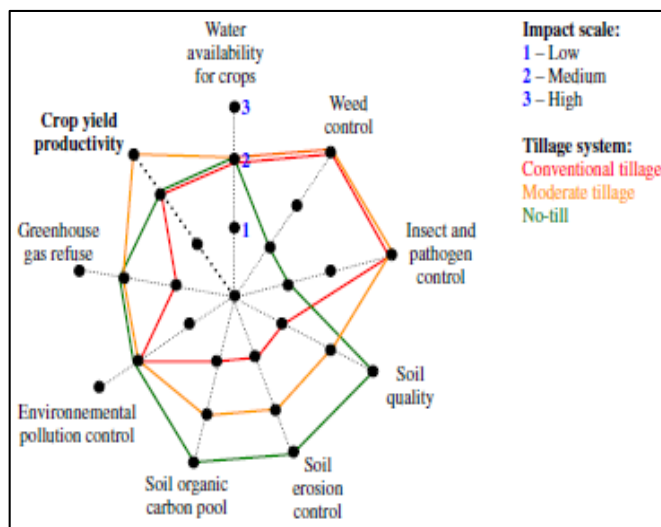 Water
availability
for crops
Impact scale:
1 – Low
2 – Medium
3 – High
3
Weed
control
Crop yield
productivity
Tillage system:
Conventional tillage
Moderate tillage
No-till
2
1
Greenhouse
gas refuse
Insect and
pathogen
control
Soil
quality
Environnemental
pollution control
Soil organic
carbon pool
Soil
erosion
control